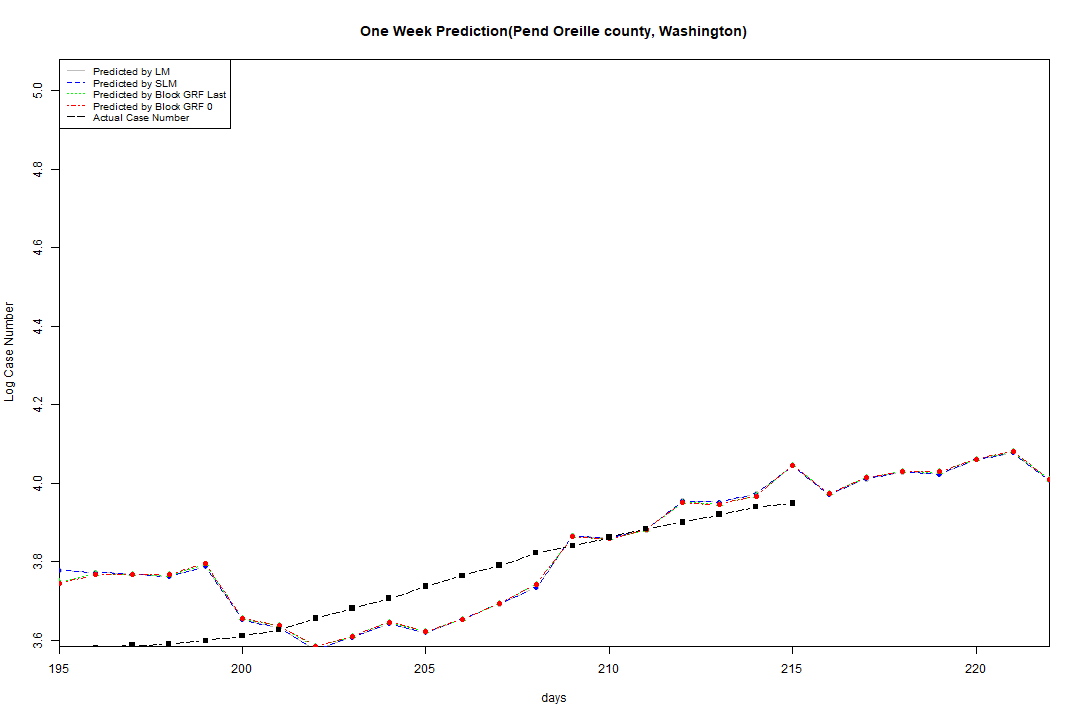 One Week Prediction(Pend Oreille county, Washington)
Predicted by LM
Predicted by SLM
Predicted by Block GRF Last
Predicted by Block GRF 0
Actual Case Number
5.0
4.8
4.6
4.4
4.2
4.0
3.8
3.6
Log Case Number
195 200 205 210 215 220
days